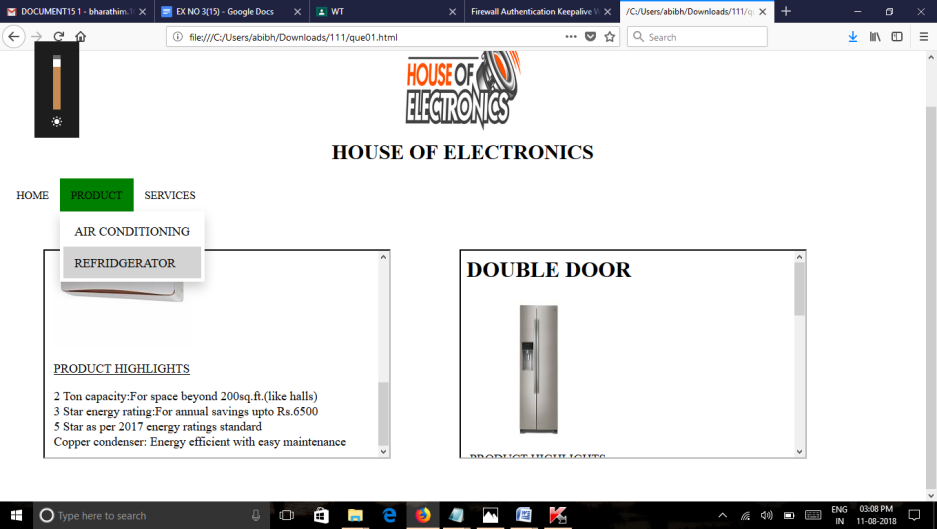 DOCUMENT15 1 - bharathim.1
EX NO 3(15) - Google Docs
WT
Firewall Authentication Keepalive W
/C:/Users/abibh/Downloads/111/que
file:///C:/Users/abibh/Downloads/111/que01.html
Search
HOUSE OF
ELECTRONICS
HOUSE OF ELECTRONICS
HOME
PRODUCT
SERVICES
AIR CONDITIONING
REFRIDGERATOR
PRODUCT HIGHLIGHTS
2 Ton capacity:For space beyond 200sq.ft.(like halls)
3 Star energy rating:For annual savings upto Rs.6500
5 Star as per 2017 energy ratings standard
Copper condenser: Energy efficient with easy maintenance
DOUBLE DOOR
PRODUCT HIGHLIGHTS
Type here to search
ENG
IN
03:08 PM
11-08-2018